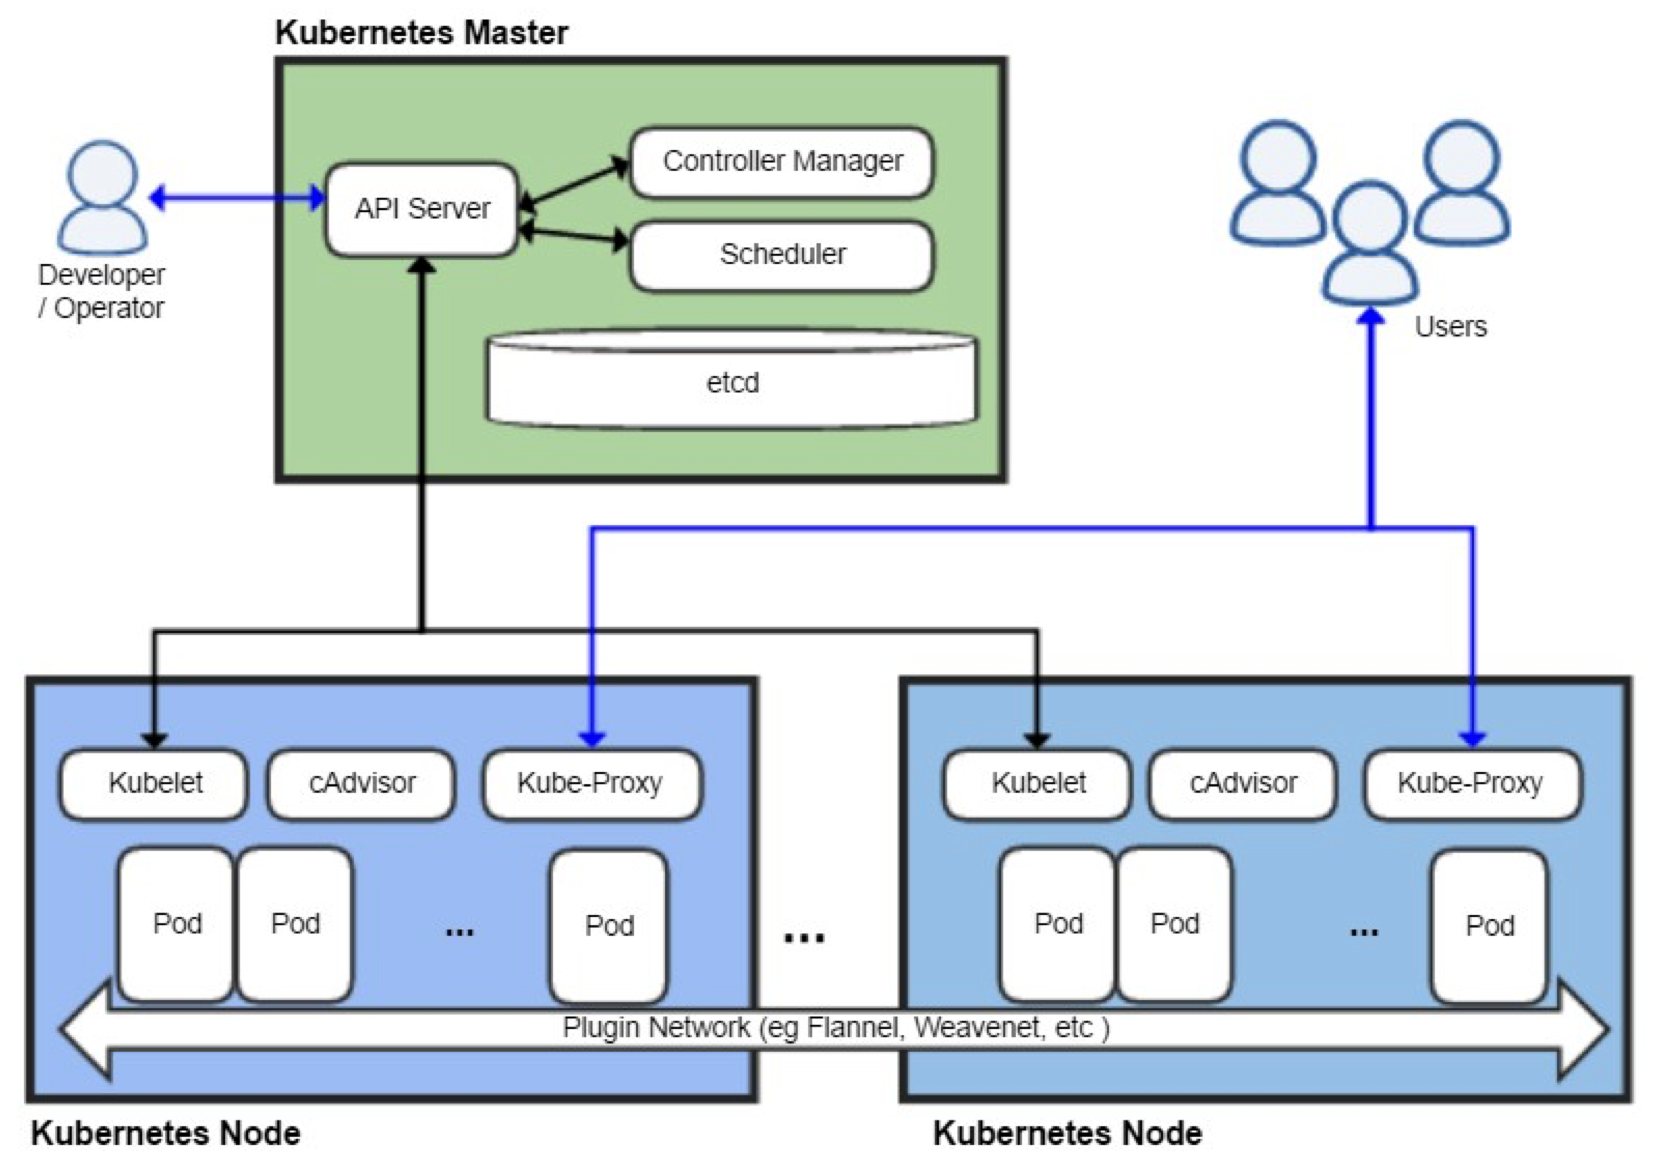 Kubernetes Master
Controller Manager
API Server
Scheduler
Developer
/ Operator
Users
etcd
Kubelet
cAdvisor
Kube-Proxy
Kubelet
cAdvisor
Kube-Proxy
Pod
Pod
...
Pod
...
Pod
Pod
...
Pod
Plugin Network (eg Flannel, Weavenet, etc )
Kubernetes Node
Kubernetes Node